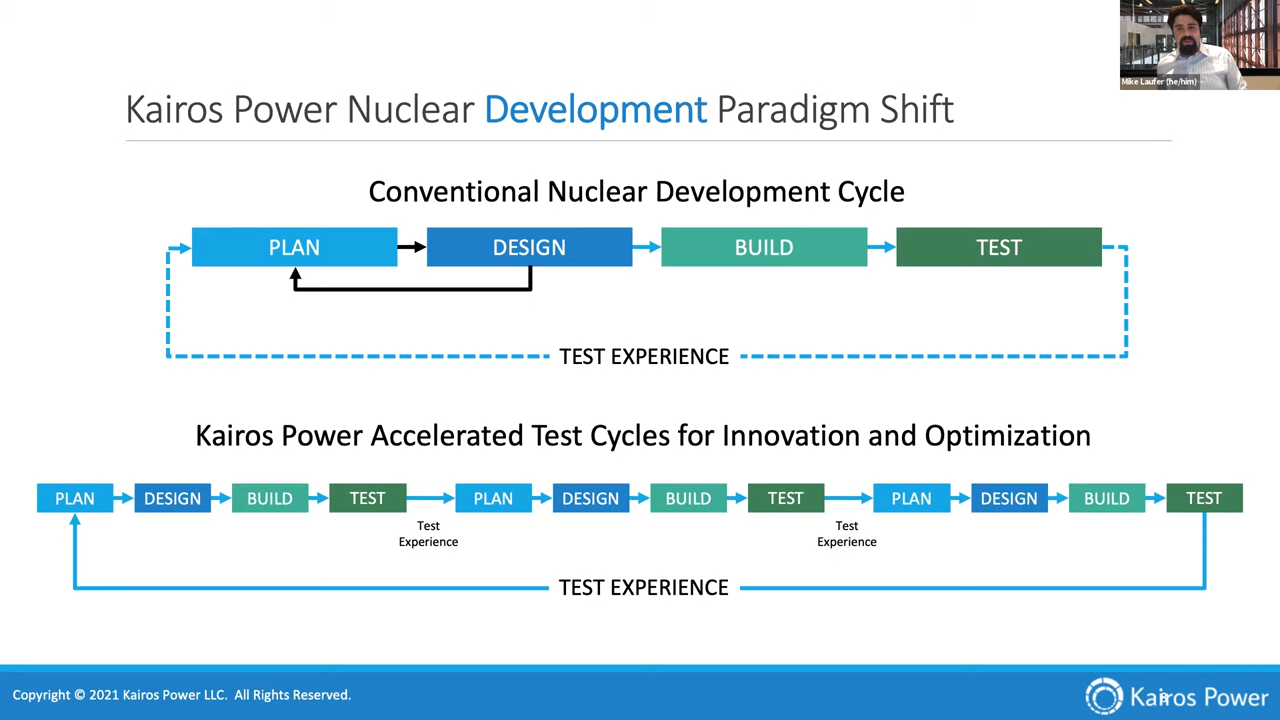 Mike Laufer (he/him)
Kairos Power Nuclear Development Paradigm Shift
Conventional Nuclear Development Cycle
PLAN
DESIGN
BUILD
TEST
TEST EXPERIENCE
Kairos Power Accelerated Test Cycles for Innovation and Optimization
PLAN
DESIGN
BUILD
TEST
PLAN
DESIGN
BUILD
TEST
PLAN
DESIGN
BUILD
TEST
Test
Experience
Test
Experience
TEST EXPERIENCE
Copyright © 2021 Kairos Power LLC. All Rights Reserved.
Kairos Power